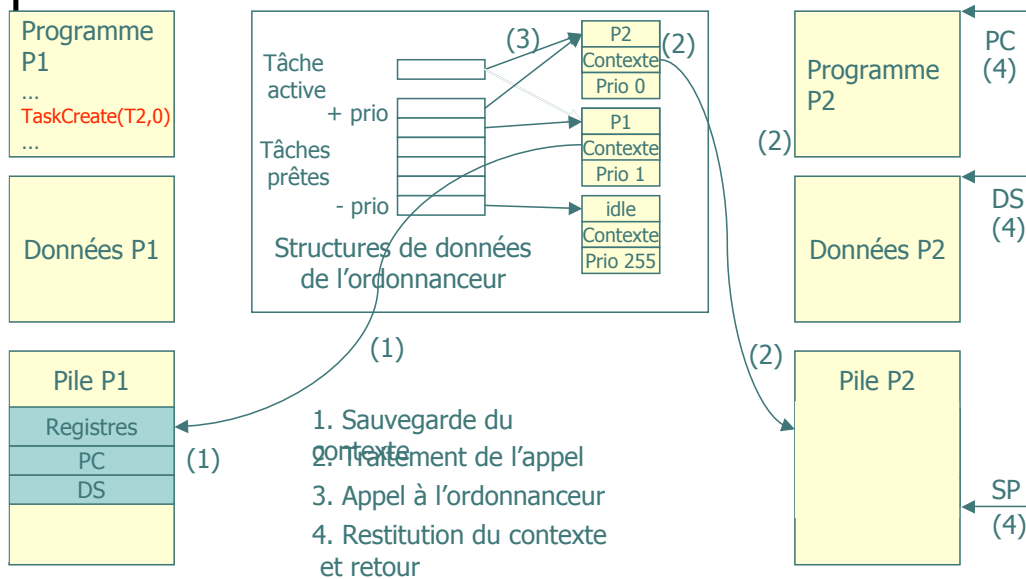 Programme
P1
...
TaskCreate(T2,0)
...
Données P1
Pile P1
Registres
PC
DS
(1)
Tâche
active
+ prio
Tâches
prêtes
- prio
(3)
P2
Contexte
Prio 0
(2)
P1
Contexte
Prio 1
idle
Contexte
Prio 255
Structures de données
de l'ordonnanceur
(1)
1. Sauvegarde du
contexte
2. Traitement de l'appel
3. Appel à l'ordonnanceur
4. Restitution du contexte
et retour
Programme
P2
(2)
Données P2
(2)
Pile P2
PC
(4)
DS
(4)
SP
(4)